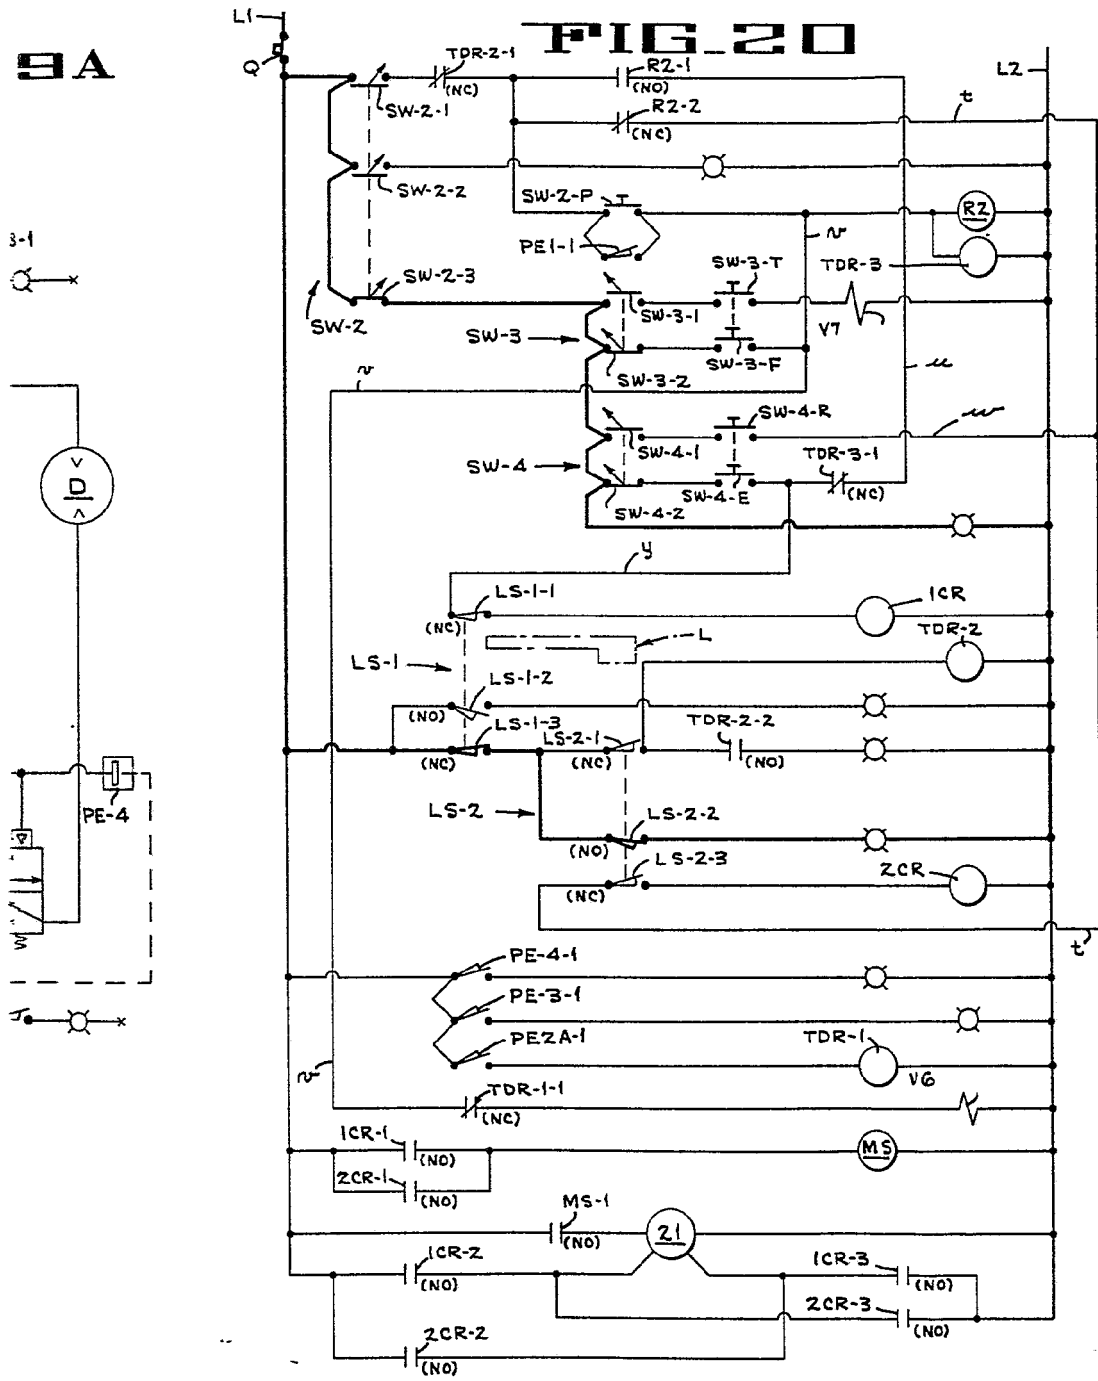 L1
FIG_20
9A
Q
TDR-2-1
(NC)
R2-1
(NO)
L2
SW-2-1
R2-2
(NC)
t
SW-2-2
SW-2-P
R2
3-1
PE1-1
v
TDR-3
SW-2-3
SW-3-T
SW-2
SW-3-1
V7
SW-3
SW-3-F
SW-3-2
v
u
SW-4-R
w
SW-4-1
TDR-3-1
D
SW-4
SW-4-E
(NC)
SW-4-2
y
LS-1-1
1CR
(NC)
L
TDR-2
LS-1
LS-1-2
(NO)
LS-1-3
LS-2-1
TDR-2-2
(NC)
(NC)
(NO)
PE-4
LS-2
LS-2-2
(NO)
LS-2-3
2CR
(NC)
t
PE-4-1
J
PE-3-1
PE2A-1
TDR-1
v
V6
TDR-1-1
(NC)
1CR-1
(NO)
MS
2CR-1
(NO)
MS-1
(NO)
21
1CR-2
(NO)
1CR-3
(NO)
2CR-3
(NO)
2CR-2
(NO)